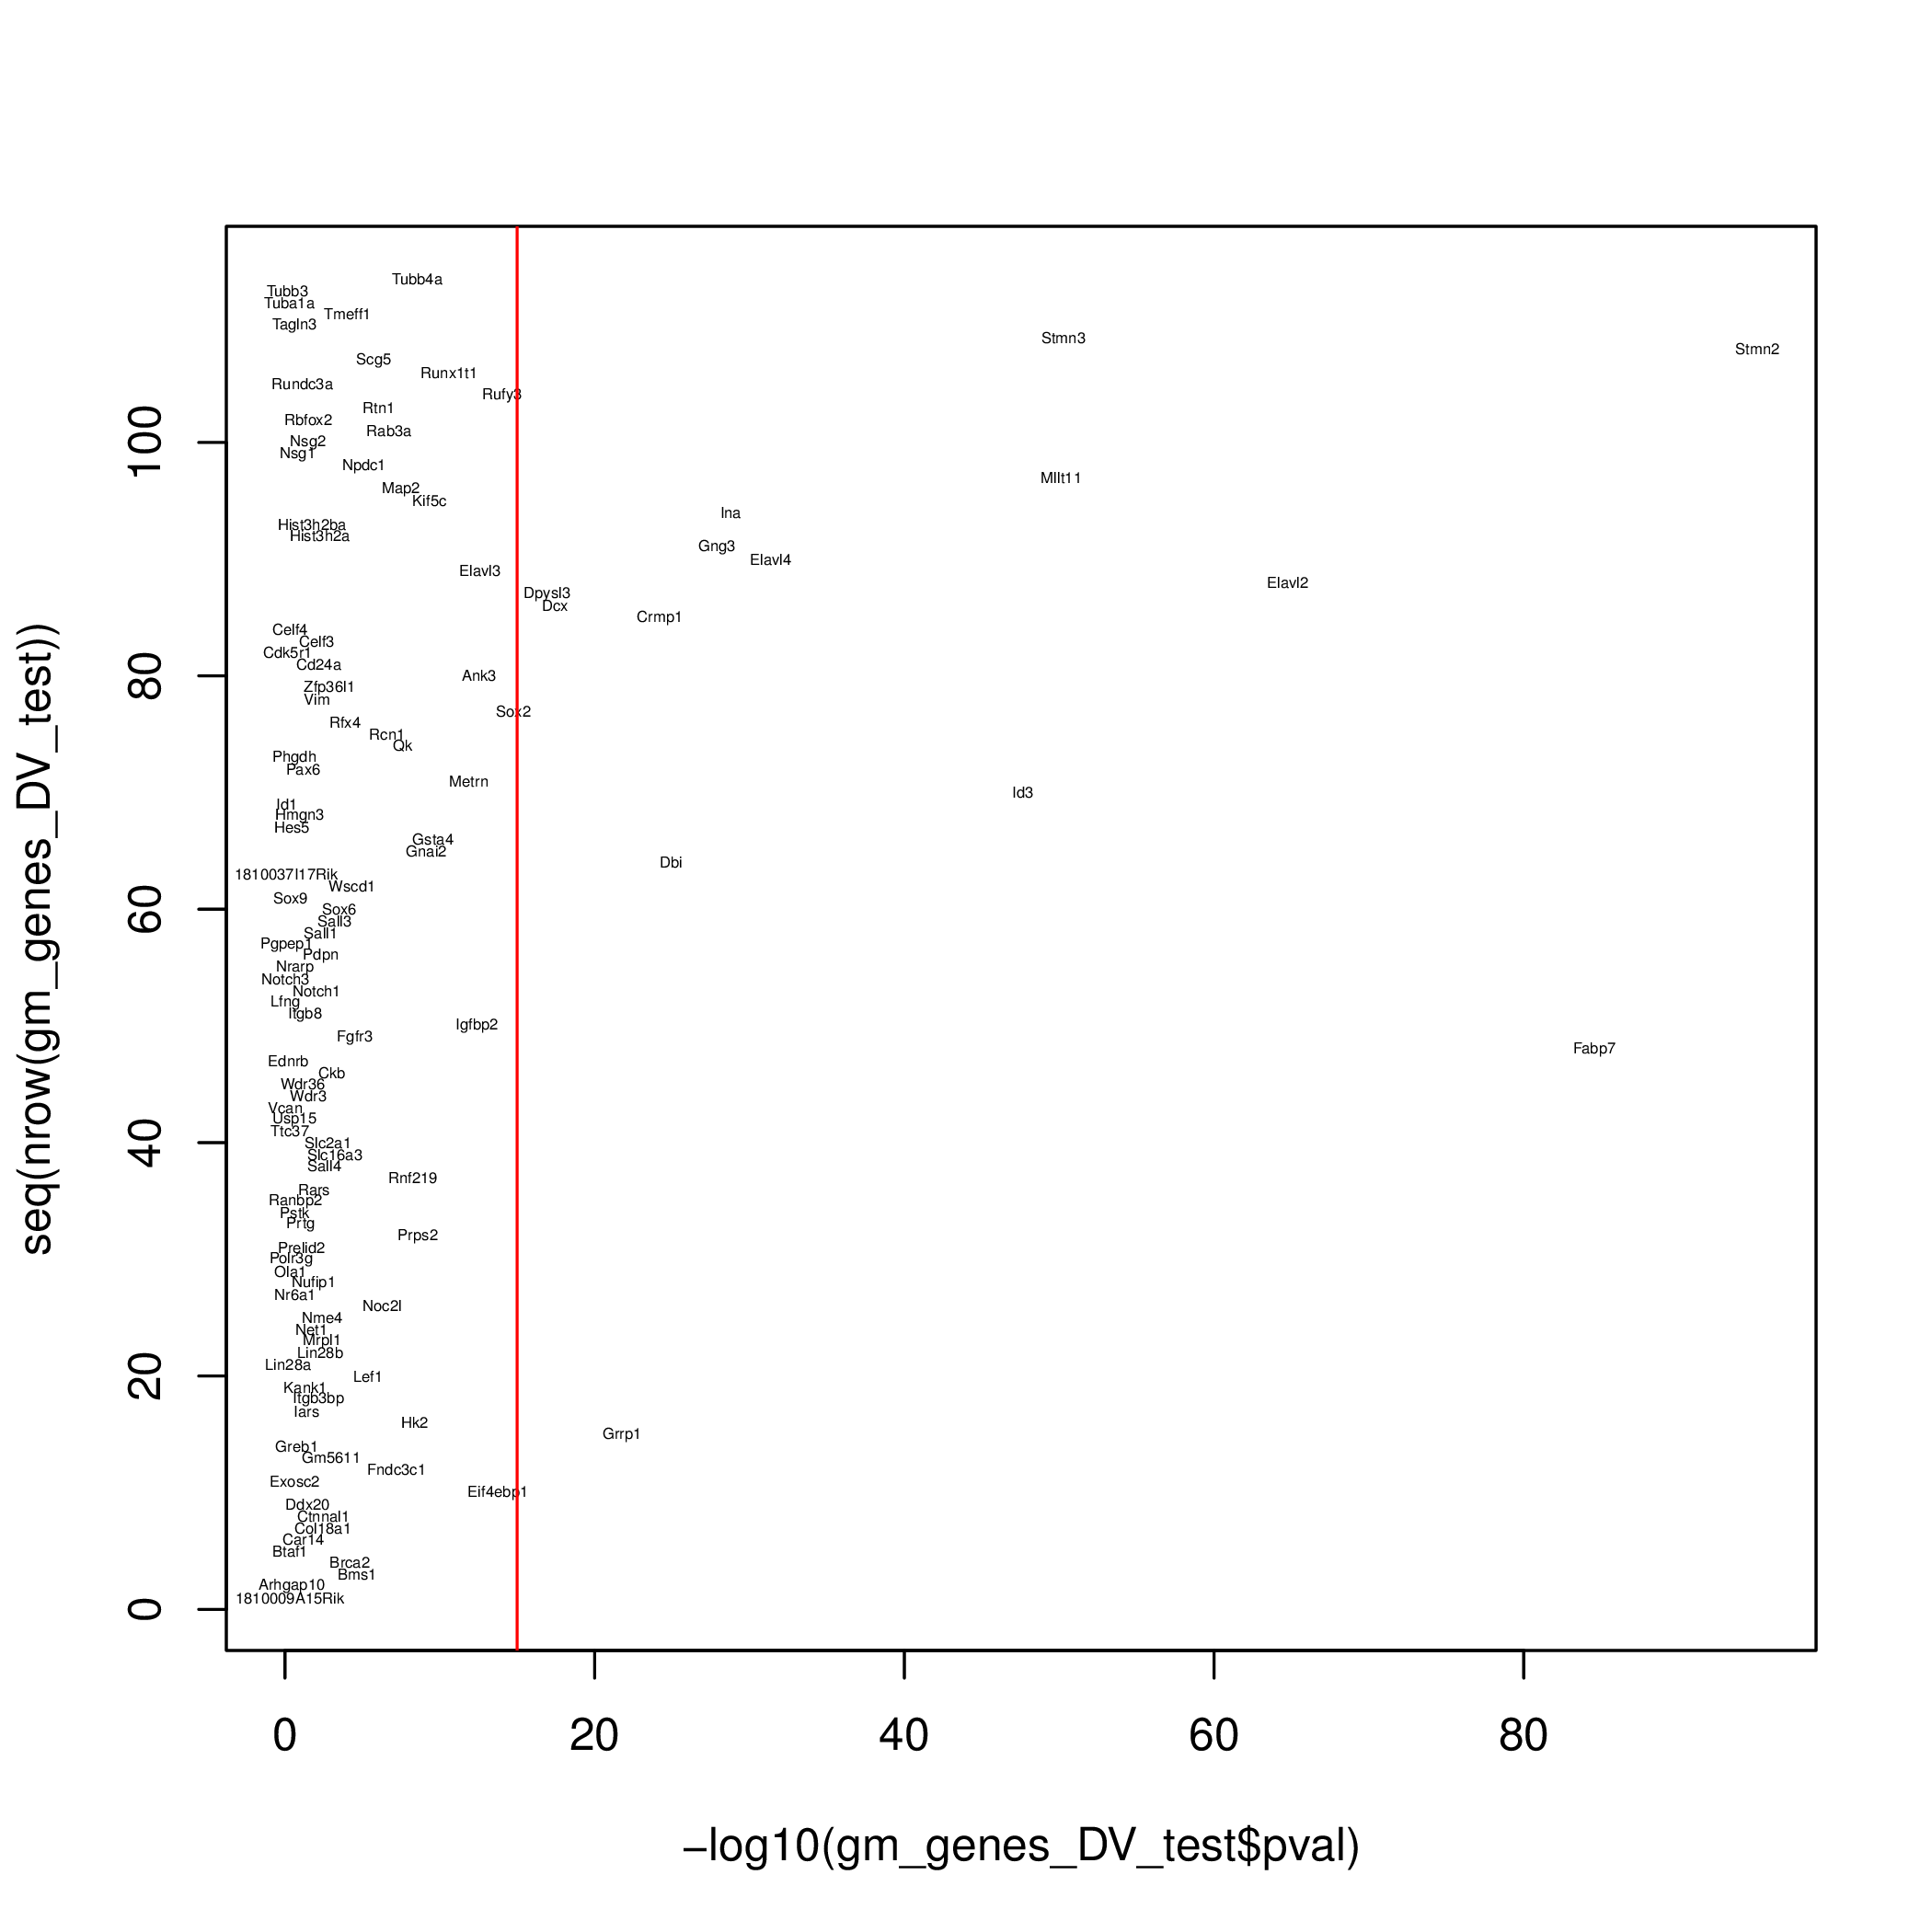 Tubb4a
Tubb3
Tuba1a
Tmeff1
Tagln3
Stmn3
Stmn2
Scg5
Runx1t1
Rundc3a
Rufy3
Rtn1
Rbfox2
Rab3a
Nsg2
Nsg1
Npdc1
Mllt11
Map2
Kif5c
Ina
Hist3h2ba
Hist3h2a
Gng3
Elavl4
Elavl3
Elavl2
Dpysl3
Dcx
Crmp1
Celf4
Celf3
Cdk5r1
Cd24a
Ank3
Zfp36l1
Vim
Sox2
Rfx4
Rcn1
Qk
Phgdh
Pax6
Metrn
Id3
Id1
Hmgn3
Hes5
Gsta4
Gnai2
Dbi
1810037I17Rik
Wscd1
Sox9
Sox6
Sall3
Sall1
Pgpep1
Pdpn
Nrarp
Notch3
Notch1
Lfng
Itgb8
Igfbp2
Fgfr3
Fabp7
Ednrb
Ckb
Wdr36
Wdr3
Vcan
Usp15
Ttc37
Slc2a1
Slc16a3
Sall4
Rnf219
Rars
Ranbp2
Pstk
Prtg
Prps2
Prelid2
Polr3g
Ola1
Nufip1
Nr6a1
Noc2l
Nme4
Net1
Mrpl1
Lin28b
Lin28a
Lef1
Kank1
Itgb3bp
Iars
Hk2
Grrp1
Greb1
Gm5611
Fndc3c1
Exosc2
Eif4ebp1
Ddx20
Ctnnal1
Col18a1
Car14
Btaf1
Brca2
Bms1
Arhgap10
1810009A15Rik
100
80
60
40
20
0
seq(nrow(gm_genes_DV_test))
0 20 40 60 80
−log10(gm_genes_DV_test$pval)